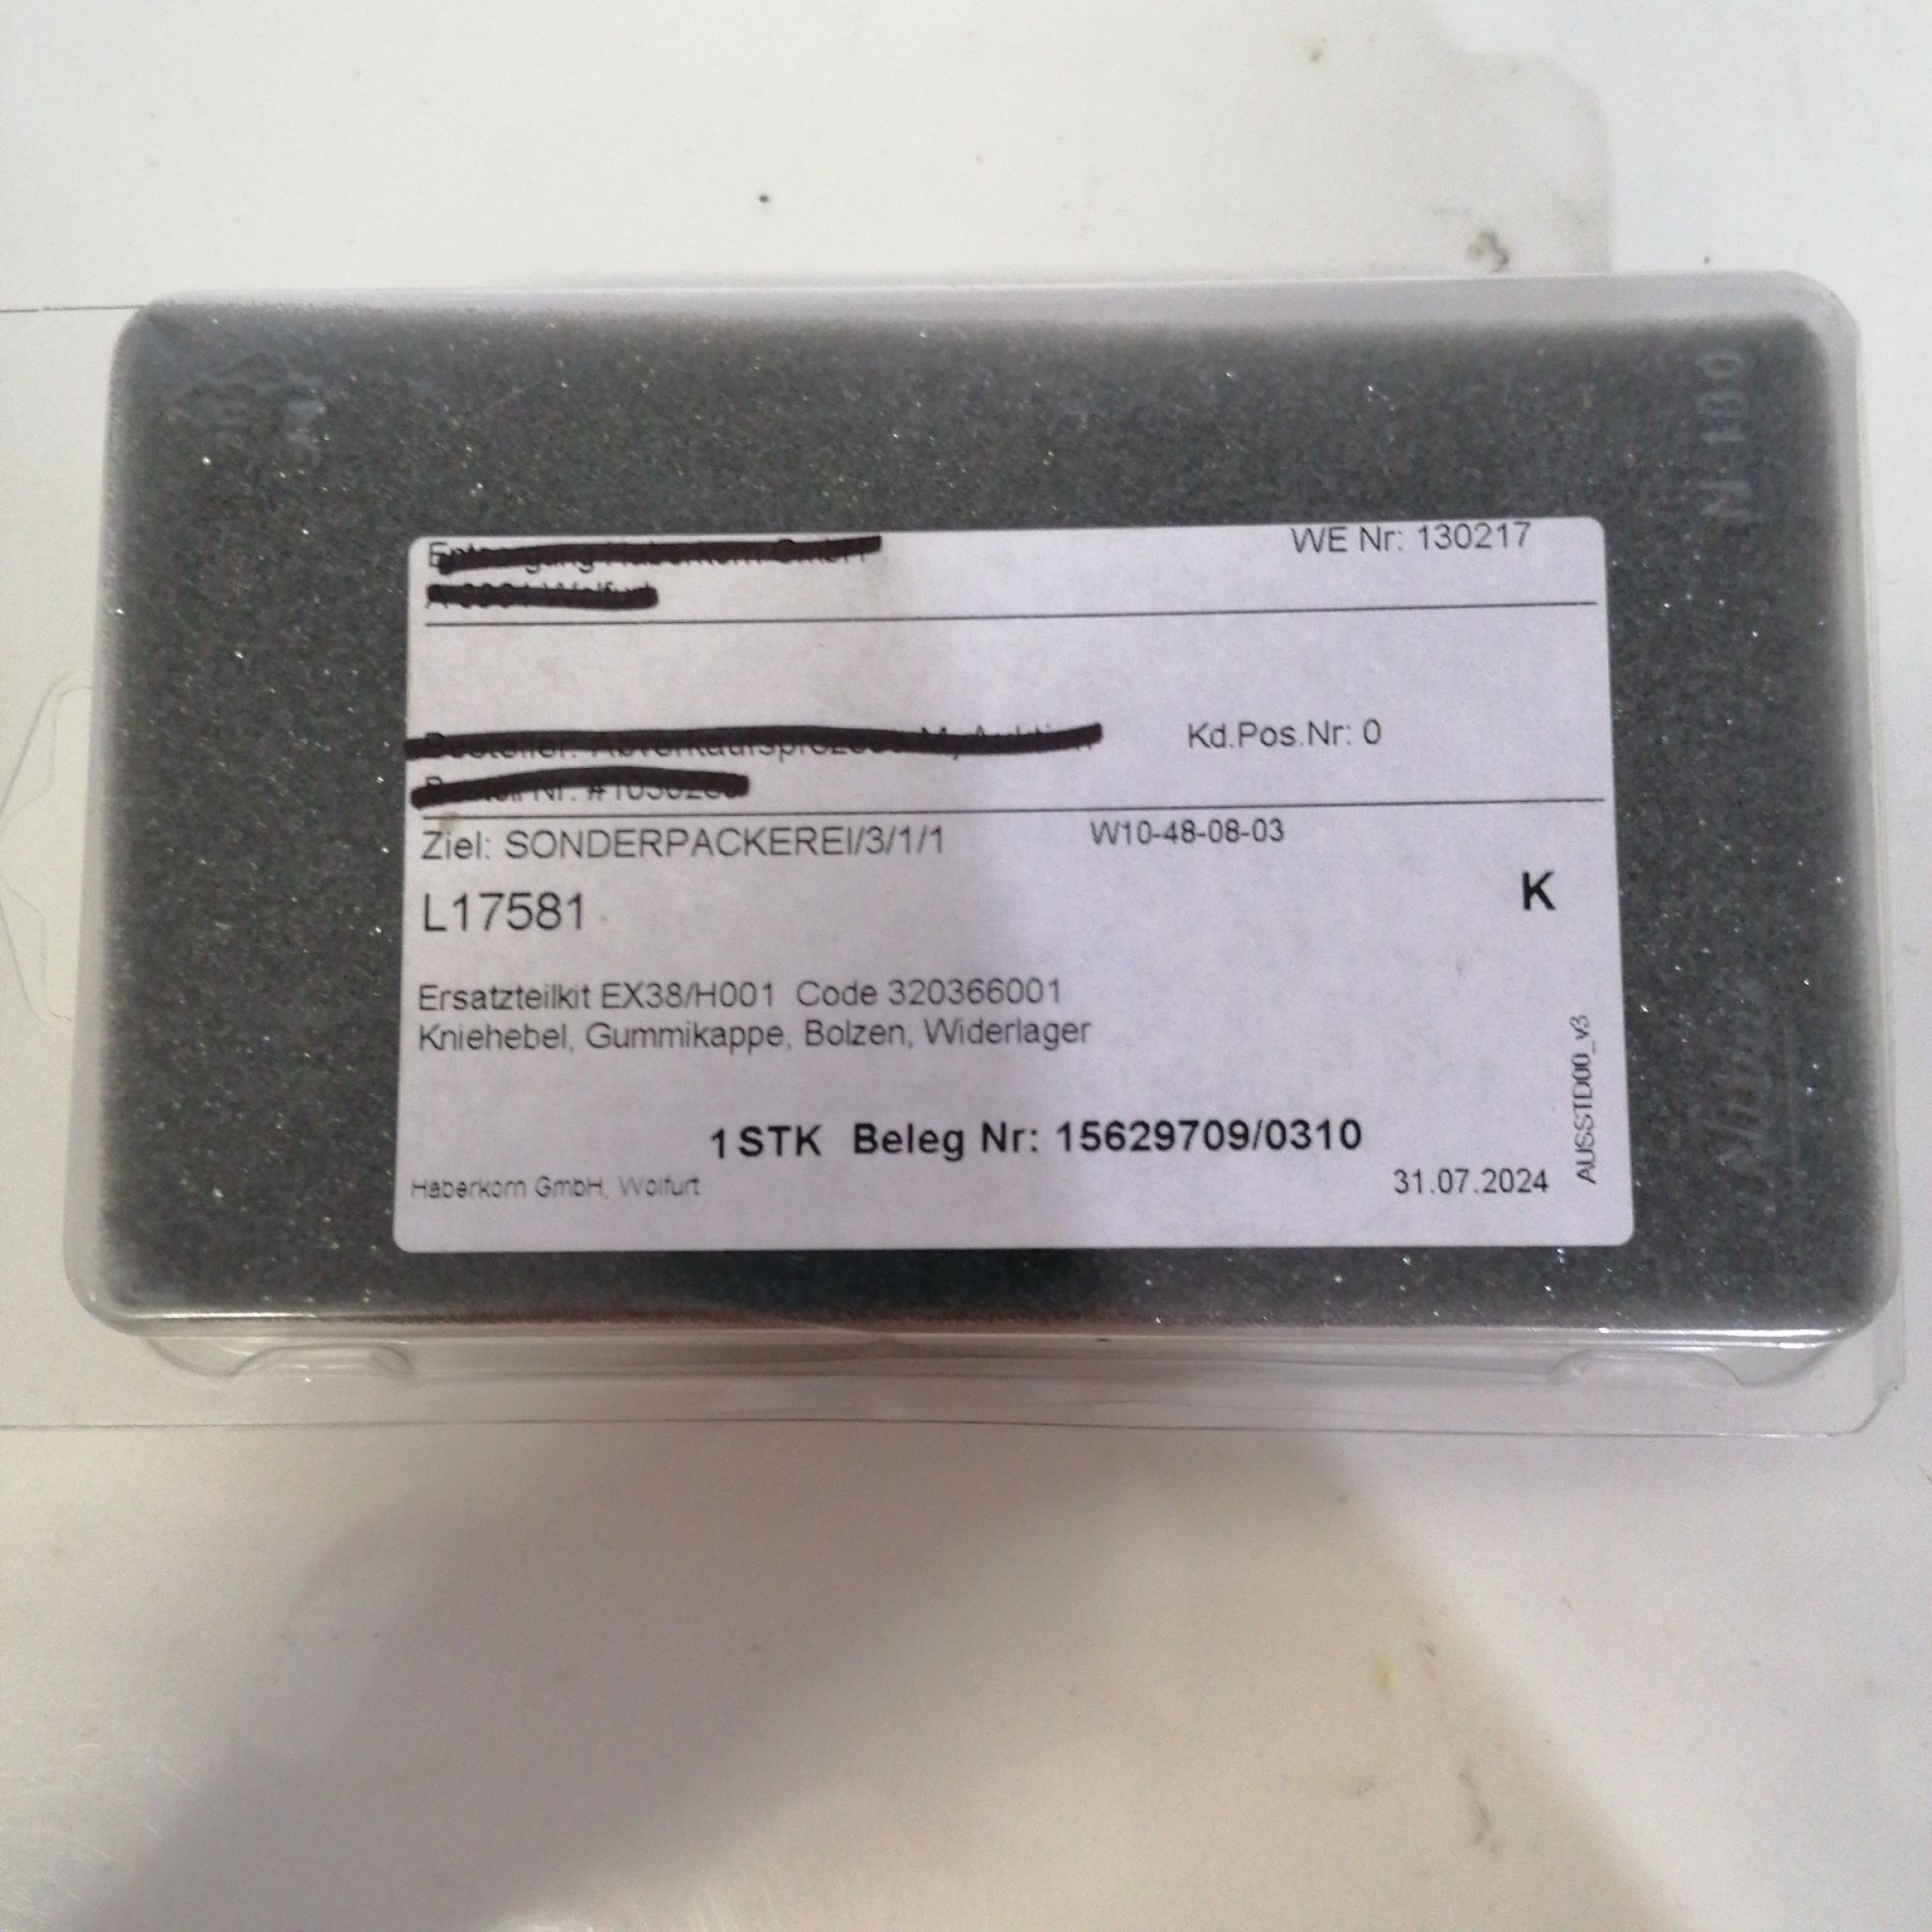 WE Nr: 130217
Kd.Pos.Nr: 0
Ziel: SONDERPACKEREI/3/1/1
W10-48-08-03
L17581
K
Ersatzteilkit EX38/H001 Code 320366001
Kniehebel, Gummikappe, Bolzen, Widerlager
1 STK Beleg Nr: 15629709/0310
Haberkorn GmbH, Wolfurt
31.07.2024
AUSSTD00_v3